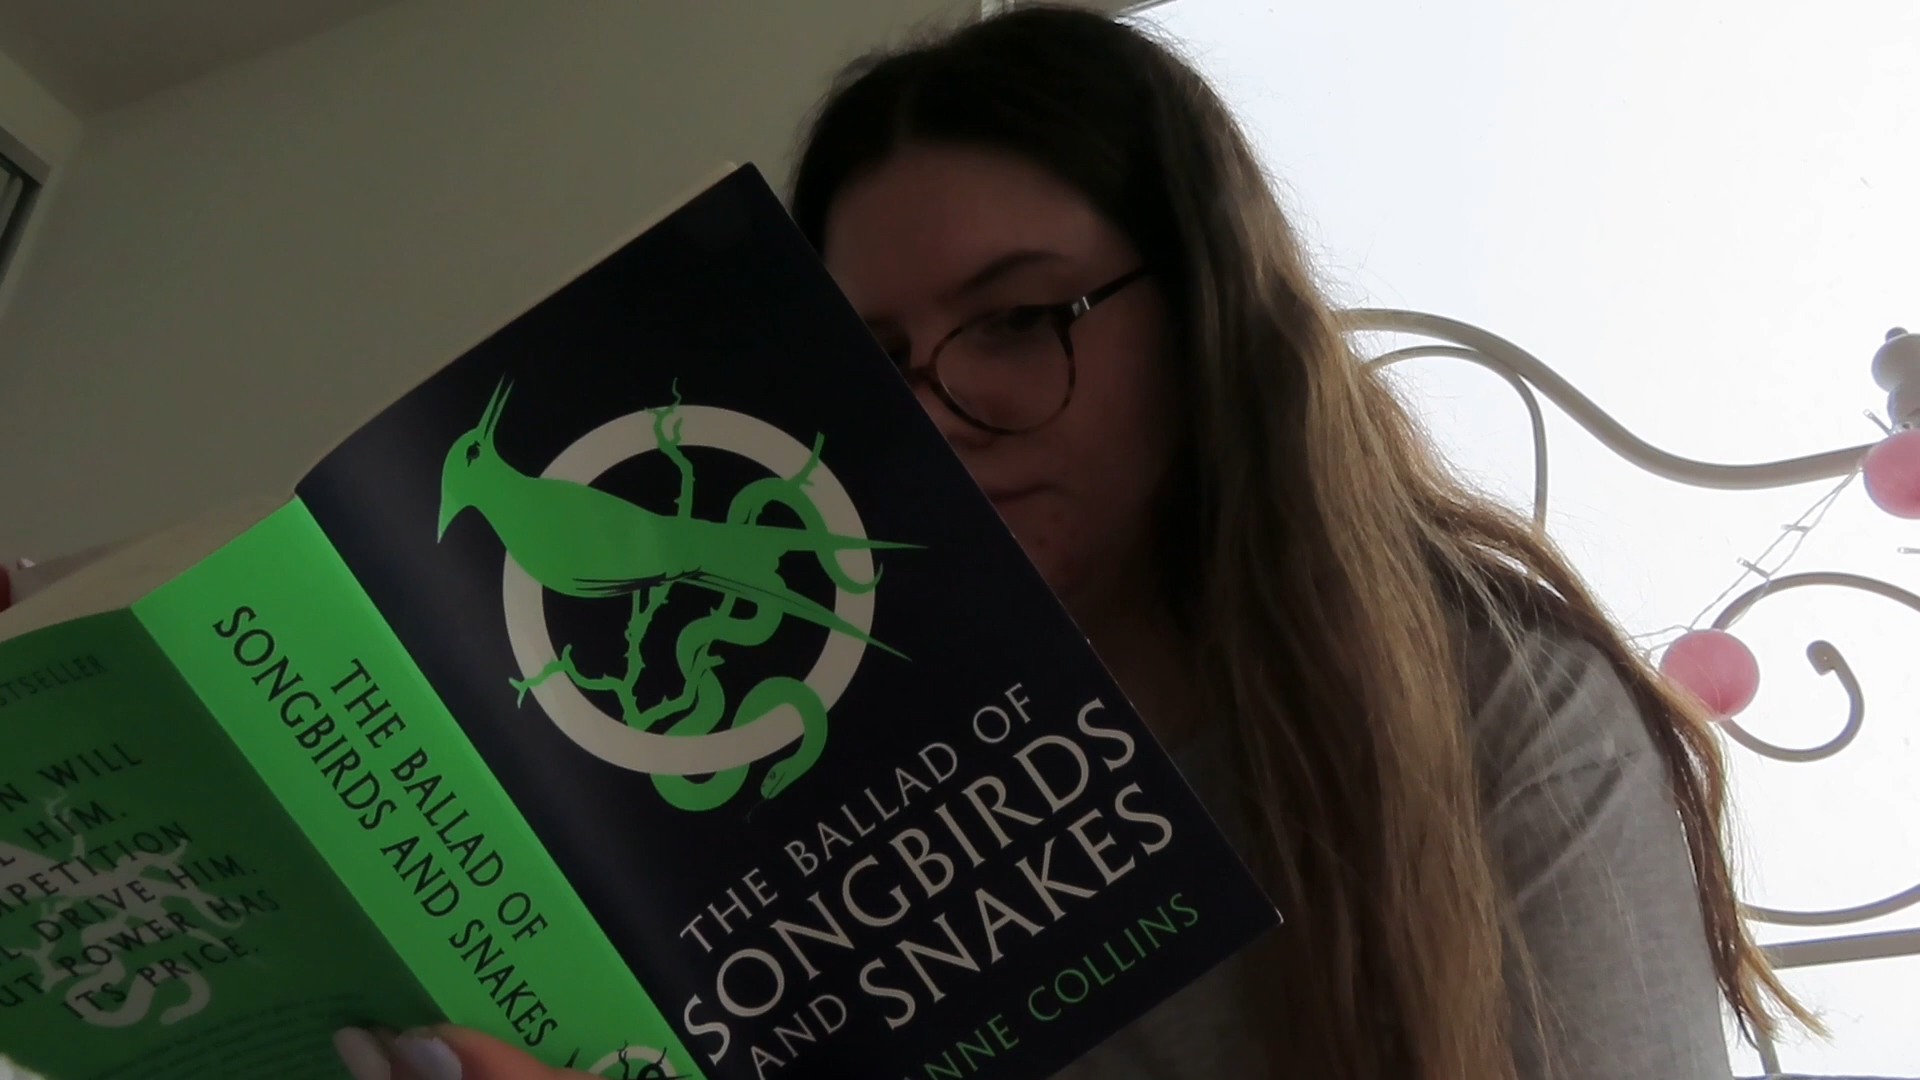 THE BALLAD OF
SONGBIRDS
AND SNAKES
ANNE COLLINS
THE BALLAD OF
SONGBIRDS AND SNAKES
STSELLER
N WILL
L HIM.
MPETITION
L DRIVE HIM.
UT POWER HAS
ITS PRICE.